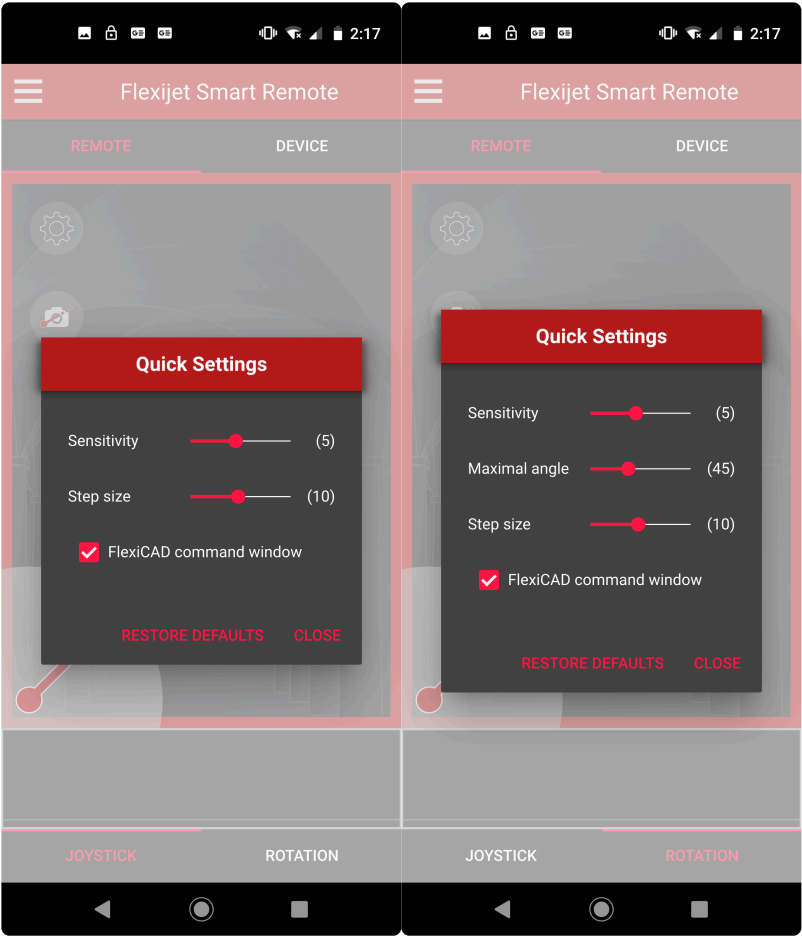 2:17
Flexijet Smart Remote
REMOTE DEVICE
Quick Settings
Sensitivity (5)
Step size (10)
FlexiCAD command window
RESTORE DEFAULTS CLOSE
JOYSTICK ROTATION
2:17
Flexijet Smart Remote
REMOTE DEVICE
Quick Settings
Sensitivity (5)
Maximal angle (45)
Step size (10)
FlexiCAD command window
RESTORE DEFAULTS CLOSE
JOYSTICK ROTATION